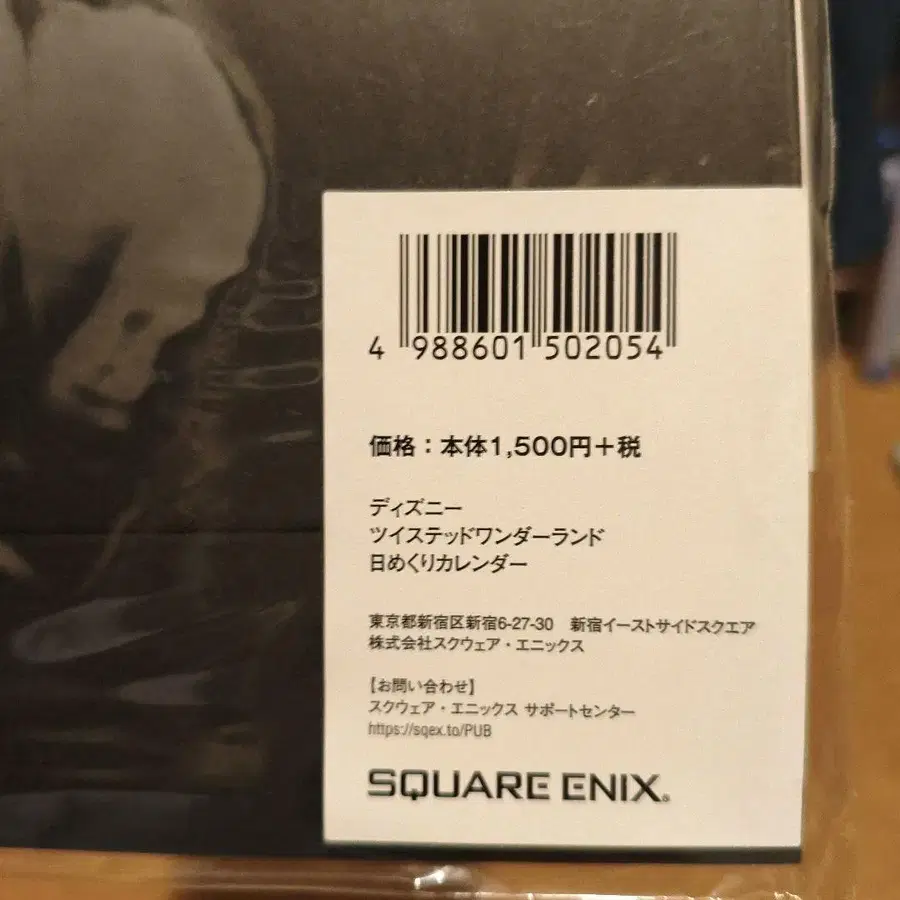 4 988601 502054
価格：本体1,500円＋税
ディズニー
ツイステッドワンダーランド
日めくりカレンダー
東京都新宿区新宿6-27-30　新宿イーストサイドスクエア
株式会社スクウェア・エニックス
【お問い合わせ】
スクウェア・エニックス サポートセンター
https://sqex.to/PUB
SQUARE ENIX®